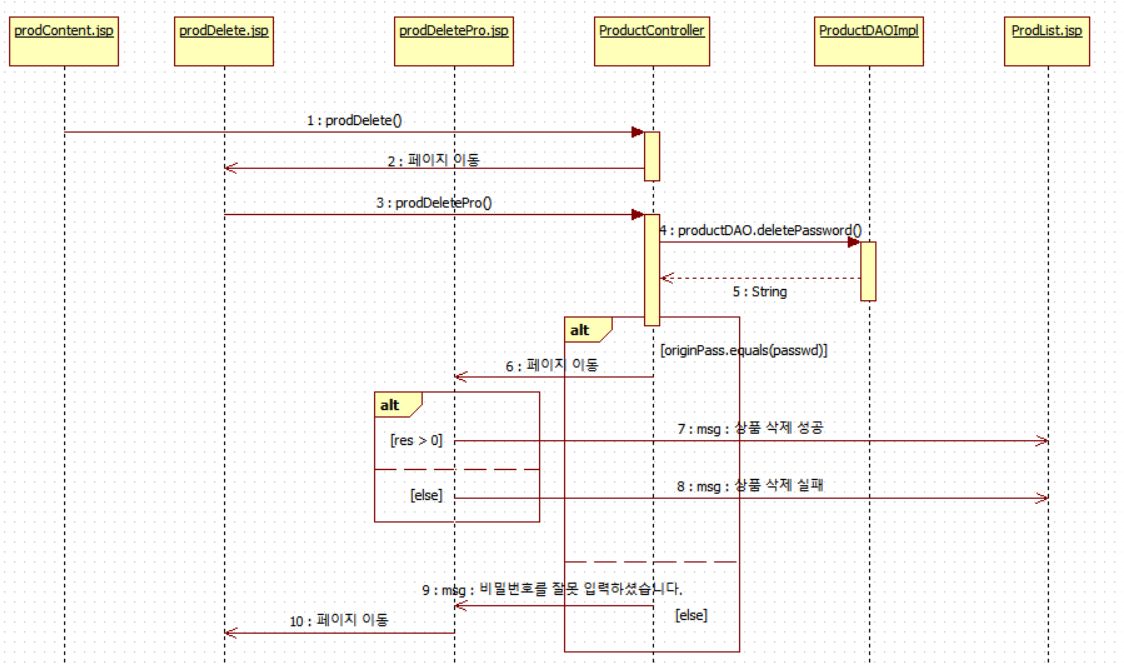 prodContent.jsp
prodDelete.jsp
prodDeletePro.jsp
ProductController
ProductDAOImpl
ProdList.jsp
1 : prodDelete()
2 : 페이지 이동
3 : prodDeletePro()
4 : productDAO.deletePassword()
5 : String
alt
[originPass.equals(passwd)]
6 : 페이지 이동
alt
[res > 0]
7 : msg : 상품 삭제 성공
8 : msg : 상품 삭제 실패
[else]
9 : msg : 비밀번호를 잘못 입력하셨습니다.
[else]
10 : 페이지 이동